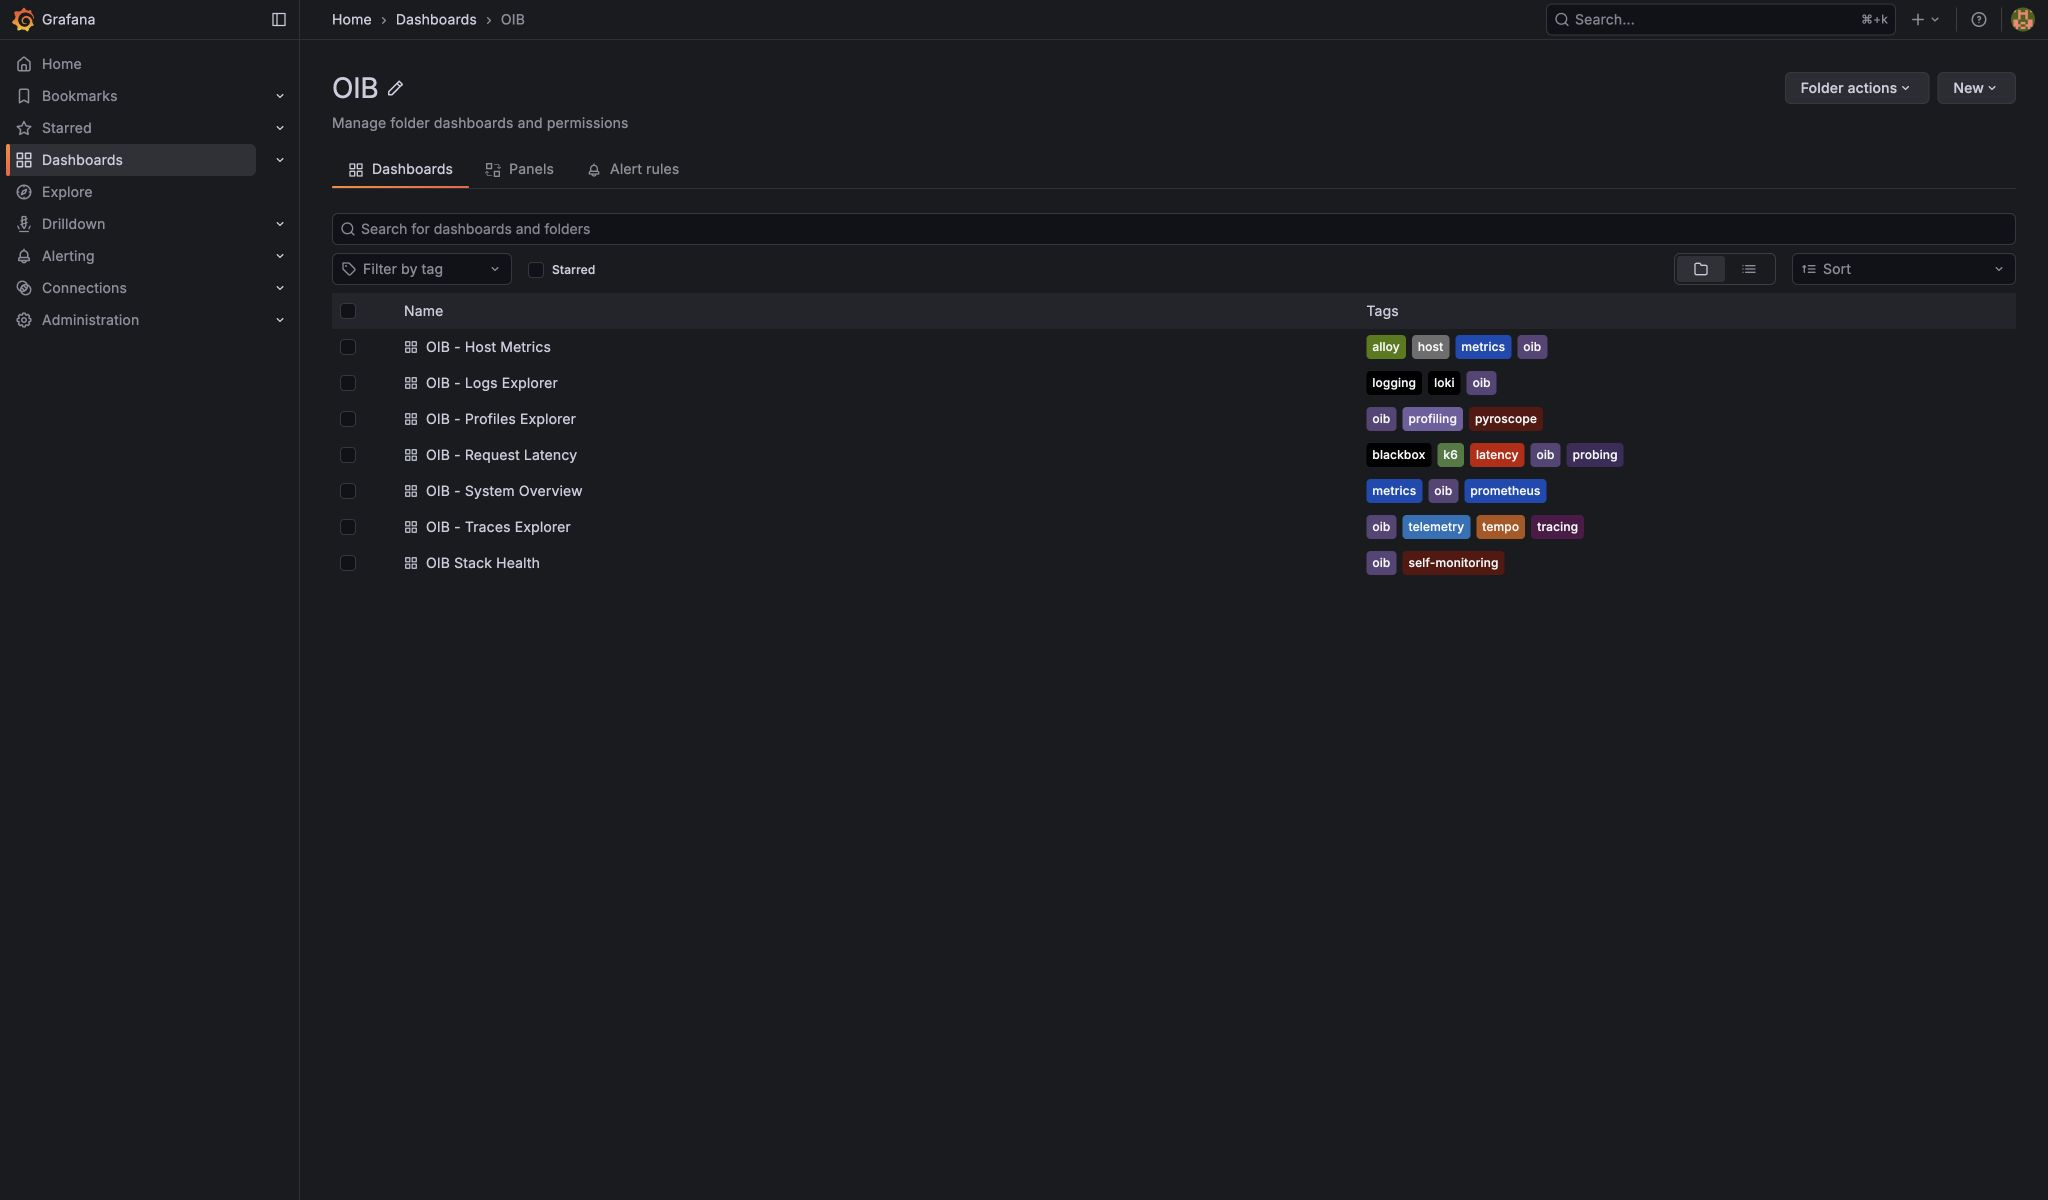 Grafana
Home › Dashboards › OIB
Search... ⌘+k
Home
Bookmarks
Starred
Dashboards
Explore
Drilldown
Alerting
Connections
Administration
OIB
Folder actions
New
Manage folder dashboards and permissions
Dashboards Panels Alert rules
Search for dashboards and folders
Filter by tag Starred Sort
Name Tags
OIB - Host Metrics alloy host metrics oib
OIB - Logs Explorer logging loki oib
OIB - Profiles Explorer oib profiling pyroscope
OIB - Request Latency blackbox k6 latency oib probing
OIB - System Overview metrics oib prometheus
OIB - Traces Explorer oib telemetry tempo tracing
OIB Stack Health oib self-monitoring